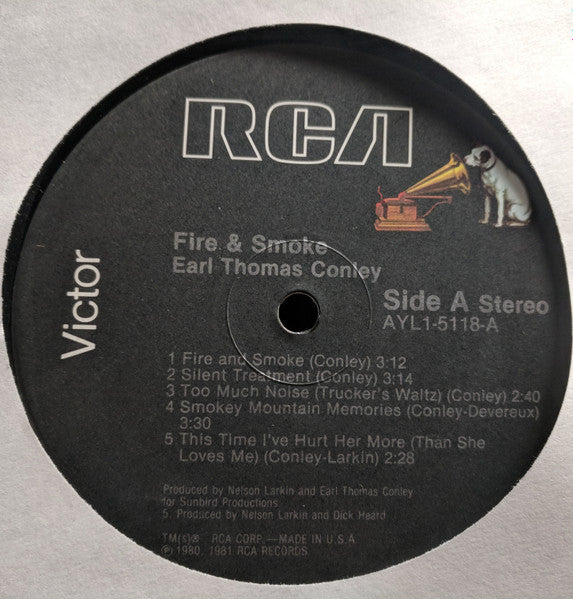 RCA
Victor
Fire & Smoke
Earl Thomas Conley
Side A Stereo
AYL1-5118-A
1 Fire and Smoke (Conley) 3:12
2 Silent Treatment (Conley) 3:14
3 Too Much Noise (Trucker's Waltz) (Conley) 2:40
4 Smokey Mountain Memories (Conley-Devereux)
3:30
5 This Time I've Hurt Her More (Than She
Loves Me) (Conley-Larkin) 2:28
Produced by Nelson Larkin and Earl Thomas Conley
for Sunbird Productions
5. Produced by Nelson Larkin and Dick Heard
TM(s)® RCA CORP.—MADE IN U.S.A.
℗ 1980, 1981 RCA RECORDS